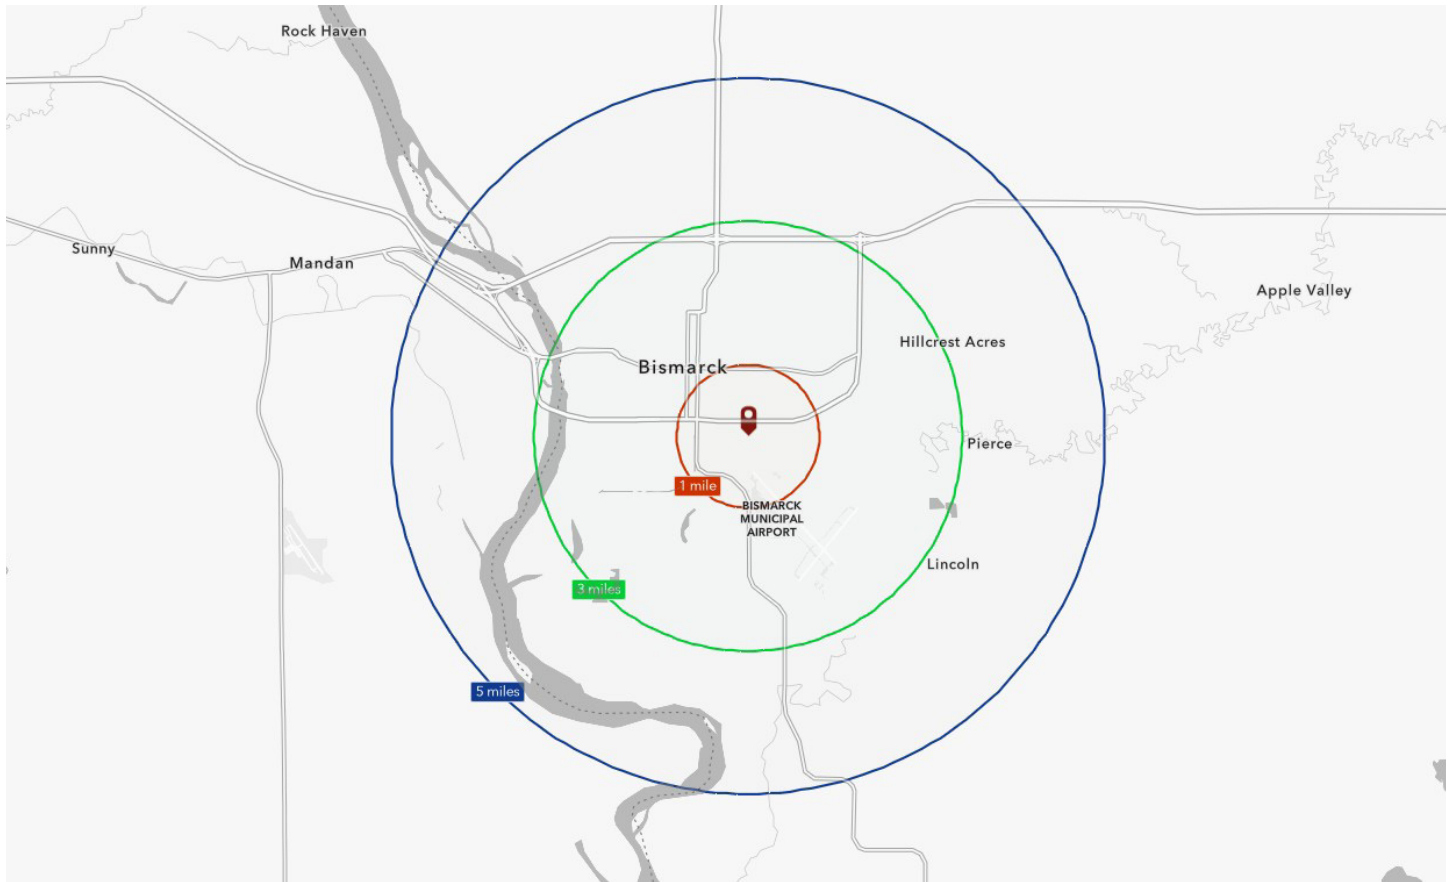 Rock Haven
Sunny
Mandan
Apple Valley
Hillcrest Acres
Bismarck
Pierce
1 mile
BISMARCK
MUNICIPAL
AIRPORT
Lincoln
3 miles
5 miles